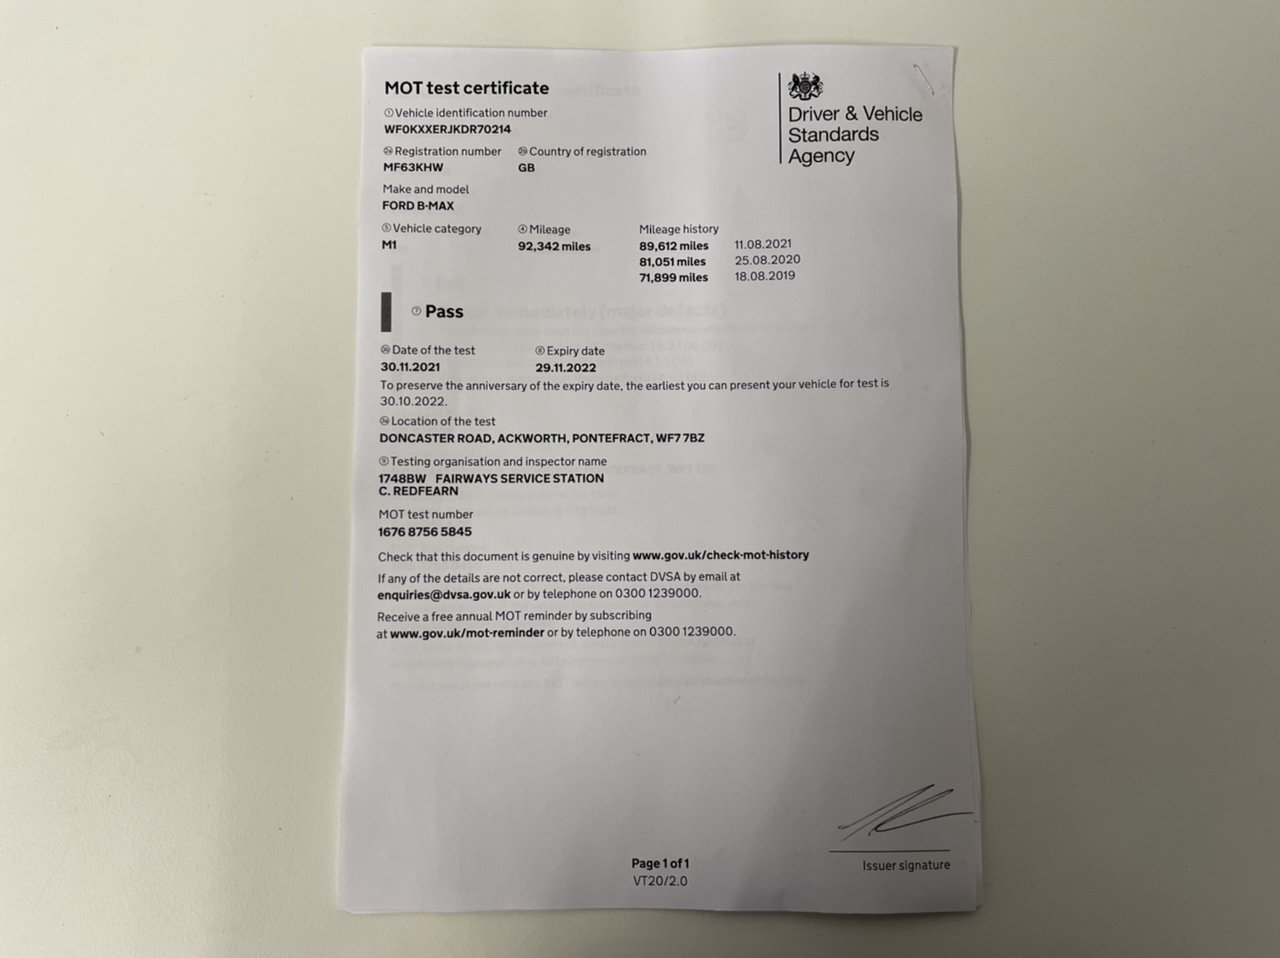 MOT test certificate
①Vehicle identification number
WF0KXXERJKDR70214
Registration number Country of registration
MF63KHW GB
Make and model
FORD B-MAX
⑤Vehicle category ④Mileage Mileage history
M1 92,342 miles 89,612 miles 11.08.2021
81,051 miles 25.08.2020
71,899 miles 18.08.2019
⑦ Pass
Date of the test ⑧Expiry date
30.11.2021 29.11.2022
To preserve the anniversary of the expiry date, the earliest you can present your vehicle for test is
30.10.2022.
Location of the test
DONCASTER ROAD, ACKWORTH, PONTEFRACT, WF7 7BZ
⑨Testing organisation and inspector name
1748BW FAIRWAYS SERVICE STATION
C. REDFEARN
MOT test number
1676 8756 5845
Check that this document is genuine by visiting www.gov.uk/check-mot-history
If any of the details are not correct, please contact DVSA by email at
enquiries@dvsa.gov.uk or by telephone on 0300 1239000.
Receive a free annual MOT reminder by subscribing
at www.gov.uk/mot-reminder or by telephone on 0300 1239000.
Driver & Vehicle
Standards
Agency
Issuer signature
Page 1 of 1
VT20/2.0